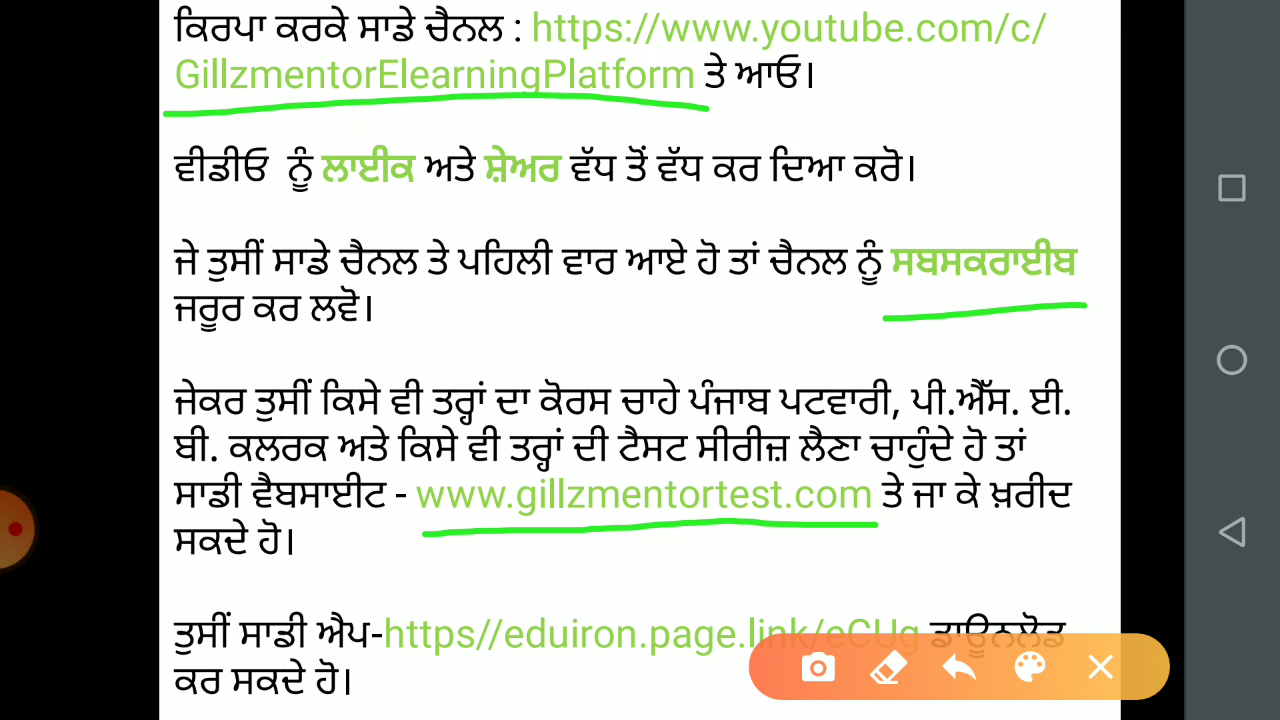 ਕਿਰਪਾ ਕਰਕੇ ਸਾਡੇ ਚੈਨਲ : https://www.youtube.com/c/
GillzmentorElearningPlatform ਤੇ ਆਓ।
ਵੀਡੀਓ ਨੂੰ ਲਾਈਕ ਅਤੇ ਸ਼ੇਅਰ ਵੱਧ ਤੋਂ ਵੱਧ ਕਰ ਦਿਆ ਕਰੋ।
ਜੇ ਤੁਸੀਂ ਸਾਡੇ ਚੈਨਲ ਤੇ ਪਹਿਲੀ ਵਾਰ ਆਏ ਹੋ ਤਾਂ ਚੈਨਲ ਨੂੰ ਸਬਸਕਰਾਈਬ
ਜਰੂਰ ਕਰ ਲਵੋ।
ਜੇਕਰ ਤੁਸੀਂ ਕਿਸੇ ਵੀ ਤਰ੍ਹਾਂ ਦਾ ਕੋਰਸ ਚਾਹੇ ਪੰਜਾਬ ਪਟਵਾਰੀ, ਪੀ.ਐੱਸ. ਈ.
ਬੀ. ਕਲਰਕ ਅਤੇ ਕਿਸੇ ਵੀ ਤਰ੍ਹਾਂ ਦੀ ਟੈਸਟ ਸੀਰੀਜ਼ ਲੈਣਾ ਚਾਹੁੰਦੇ ਹੋ ਤਾਂ
ਸਾਡੀ ਵੈਬਸਾਈਟ - www.gillzmentortest.com ਤੇ ਜਾ ਕੇ ਖ਼ਰੀਦ
ਸਕਦੇ ਹੋ।
ਤੁਸੀਂ ਸਾਡੀ ਐਪ-https//eduiron.page.link/eCUg ਡਾਊਨਲੋਡ
ਕਰ ਸਕਦੇ ਹੋ।